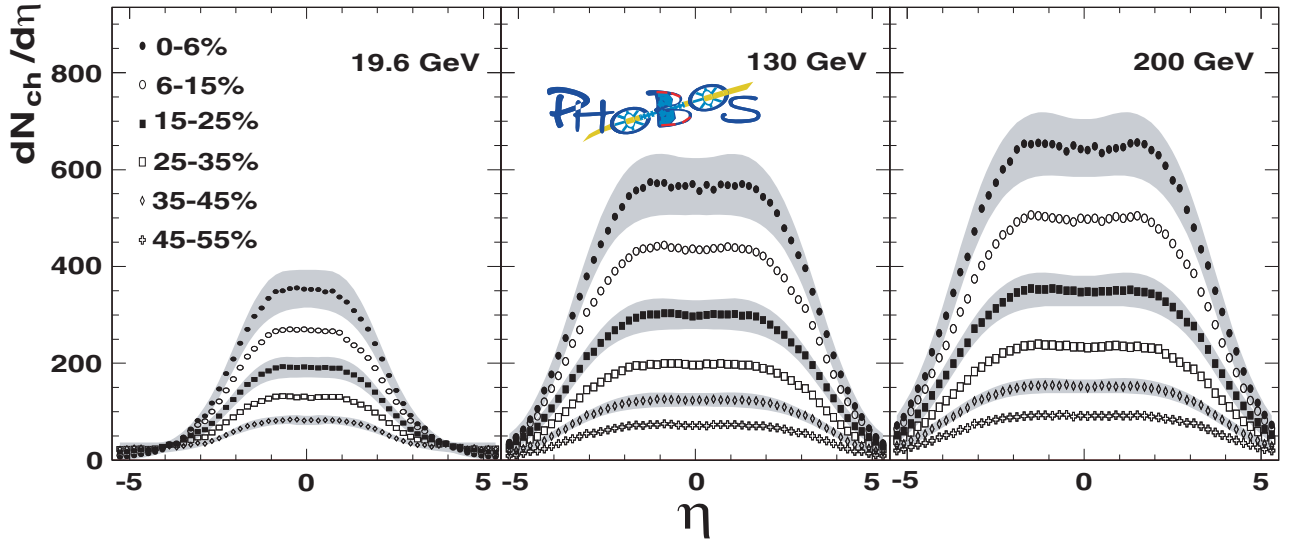 dN_ch/dη
800
600
400
200
0
0-6%
6-15%
15-25%
25-35%
35-45%
45-55%
19.6 GeV
130 GeV
200 GeV
PHOBOS
-5 0 5 -5 0 5 -5 0 5
η